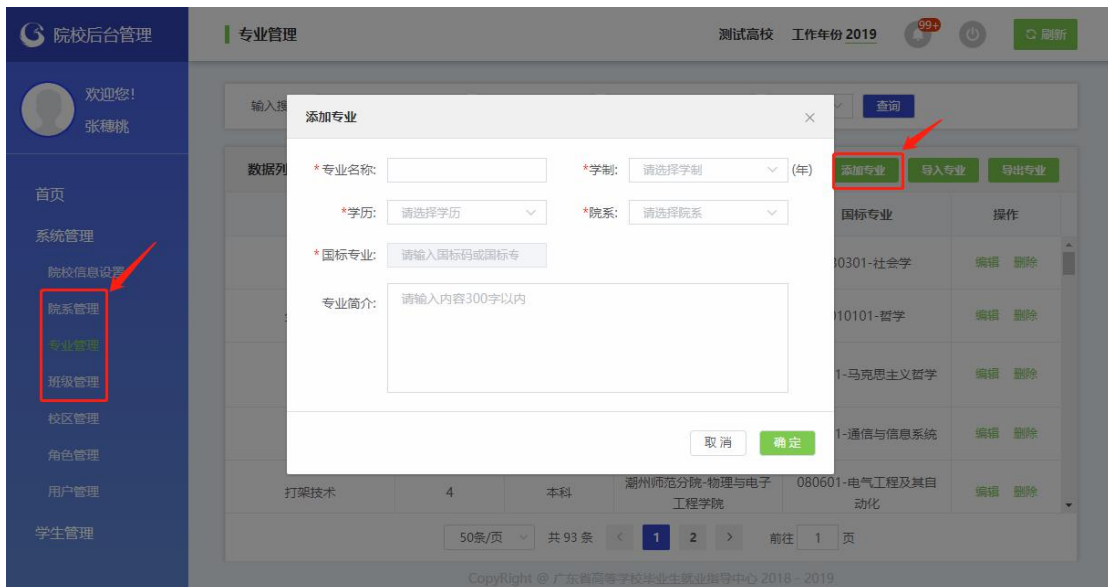 院校后台管理
专业管理
测试高校 工作年份 2019
99+
刷新
欢迎您!
张穗桃
输入搜
查询
添加专业
数据列
*专业名称:
*学制: 请选择学制 (年)
添加专业 导入专业 导出专业
首页
*学历: 请选择学历
*院系: 请选择院系
国标专业 操作
系统管理
*国标专业: 请输入国标码或国标专
0301-社会学 编辑 删除
院校信息设置
专业简介: 请输入内容300字以内
院系管理
010101-哲学 编辑 删除
专业管理
班级管理
1-马克思主义哲学 编辑 删除
校区管理
取消 确定
1-通信与信息系统 编辑 删除
角色管理
用户管理
打架技术 4 本科 潮州师范分院-物理与电子工程学院 080601-电气工程及其自动化 编辑 删除
学生管理
50条/页 共 93 条 < 1 2 > 前往 1 页
CopyRight @ 广东省高等学校毕业生就业指导中心 2018 - 2019